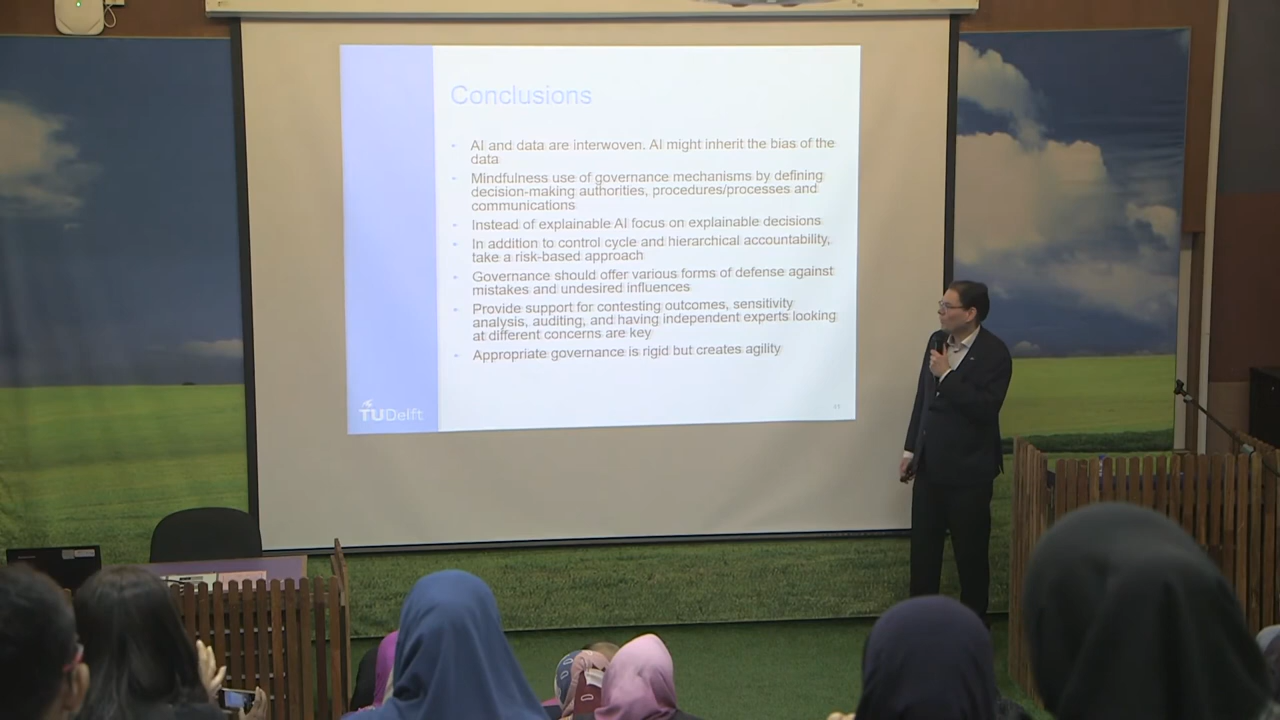 Conclusions
AI and data are interwoven. AI might inherit the bias of the
data
Mindfulness use of governance mechanisms by defining
decision-making authorities, procedures/processes and
communications
Instead of explainable AI focus on explainable decisions
In addition to control cycle and hierarchical accountability,
take a risk-based approach
Governance should offer various forms of defense against
mistakes and undesired influences
Provide support for contesting outcomes, sensitivity
analysis, auditing, and having independent experts looking
at different concerns are key
Appropriate governance is rigid but creates agility
TUDelft